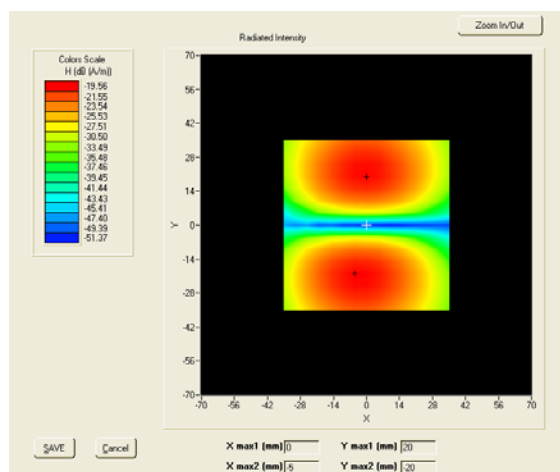 Zoom In/Out
Radiated Intensity
Colors Scale
H (dB (A/m))
-19.56
-21.55
-23.54
-25.53
-27.51
-30.50
-33.49
-35.48
-37.46
-39.45
-41.44
-43.43
-45.41
-47.40
-49.39
-51.37
70
56
42
28
14
0
-14
-28
-42
-56
-70
Y
-70 -56 -42 -28 -14 0 14 28 42 56 70
X
SAVE Cancel
X max1 (mm) 0 Y max1 (mm) 20
X max2 (mm) -5 Y max2 (mm) -20